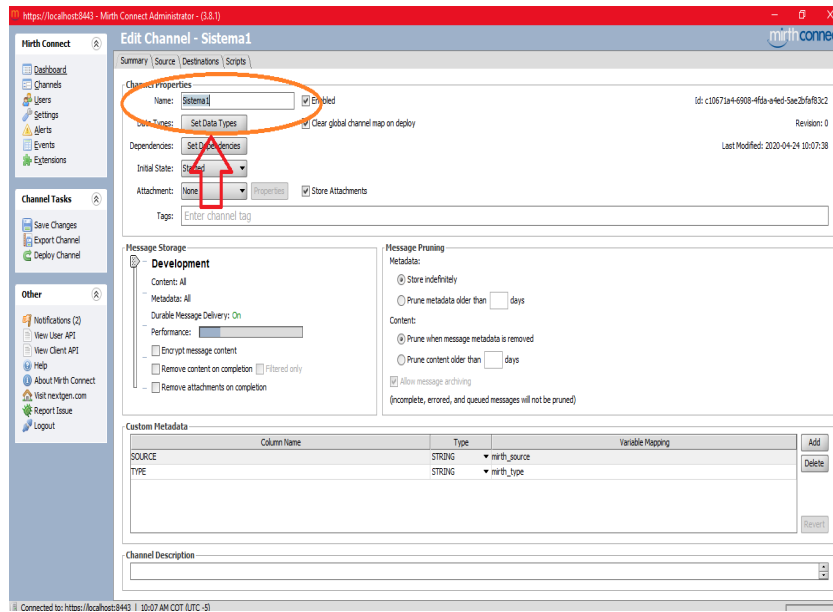 https://localhost:8443 - Mirth Connect Administrator - (3.8.1)
Mirth Connect
Dashboard
Channels
Users
Settings
Alerts
Events
Extensions
Channel Tasks
Save Changes
Export Channel
Deploy Channel
Other
Notifications (2)
View User API
View Client API
Help
About Mirth Connect
Visit nextgen.com
Report Issue
Logout
Edit Channel - Sistema1
mirth connec
Summary Source Destinations Scripts
Channel Properties
Name: Sistema1 Enabled Id: c10671a4-6908-4fda-a4ed-5ae2bfaf83c2
Data Types: Set Data Types Clear global channel map on deploy Revision: 0
Dependencies: Set Dependencies Last Modified: 2020-04-24 10:07:38
Initial State: Started
Attachment: None Properties Store Attachments
Tags: Enter channel tag
Message Storage
Development
Content: All
Metadata: All
Durable Message Delivery: On
Performance:
Encrypt message content
Remove content on completion Filtered only
Remove attachments on completion
Message Pruning
Metadata:
Store indefinitely
Prune metadata older than days
Content:
Prune when message metadata is removed
Prune content older than days
Allow message archiving
(incomplete, errored, and queued messages will not be pruned)
Custom Metadata
Column Name Type Variable Mapping Add
SOURCE STRING mirth_source
TYPE STRING mirth_type
Delete
Revert
Channel Description
Connected to: https://localhost:8443 | 10:07 AM COT (UTC -5)